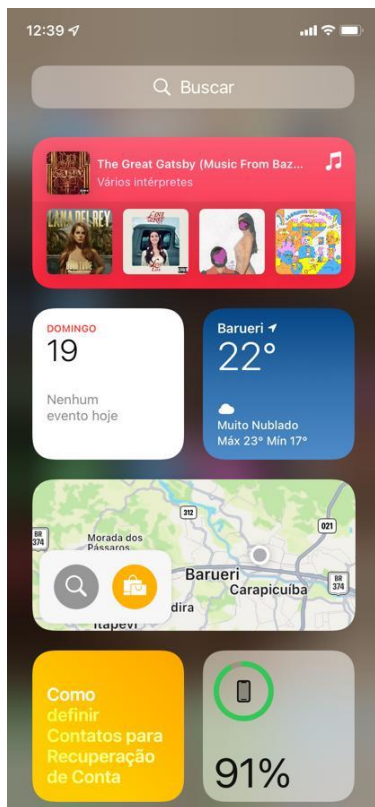 12:39
Buscar
The Great Gatsby (Music From Baz...
Vários intérpretes
LANA DEL REY
DOMINGO
19
Nenhum
evento hoje
Barueri
22°
Muito Nublado
Máx 23° Mín 17°
312
021
BR
374
Morada dos
Pássaros
Barueri
BR
374
Carapicuíba
dira
Itapevi
Como
definir
Contatos para
Recuperação
de Conta
91%